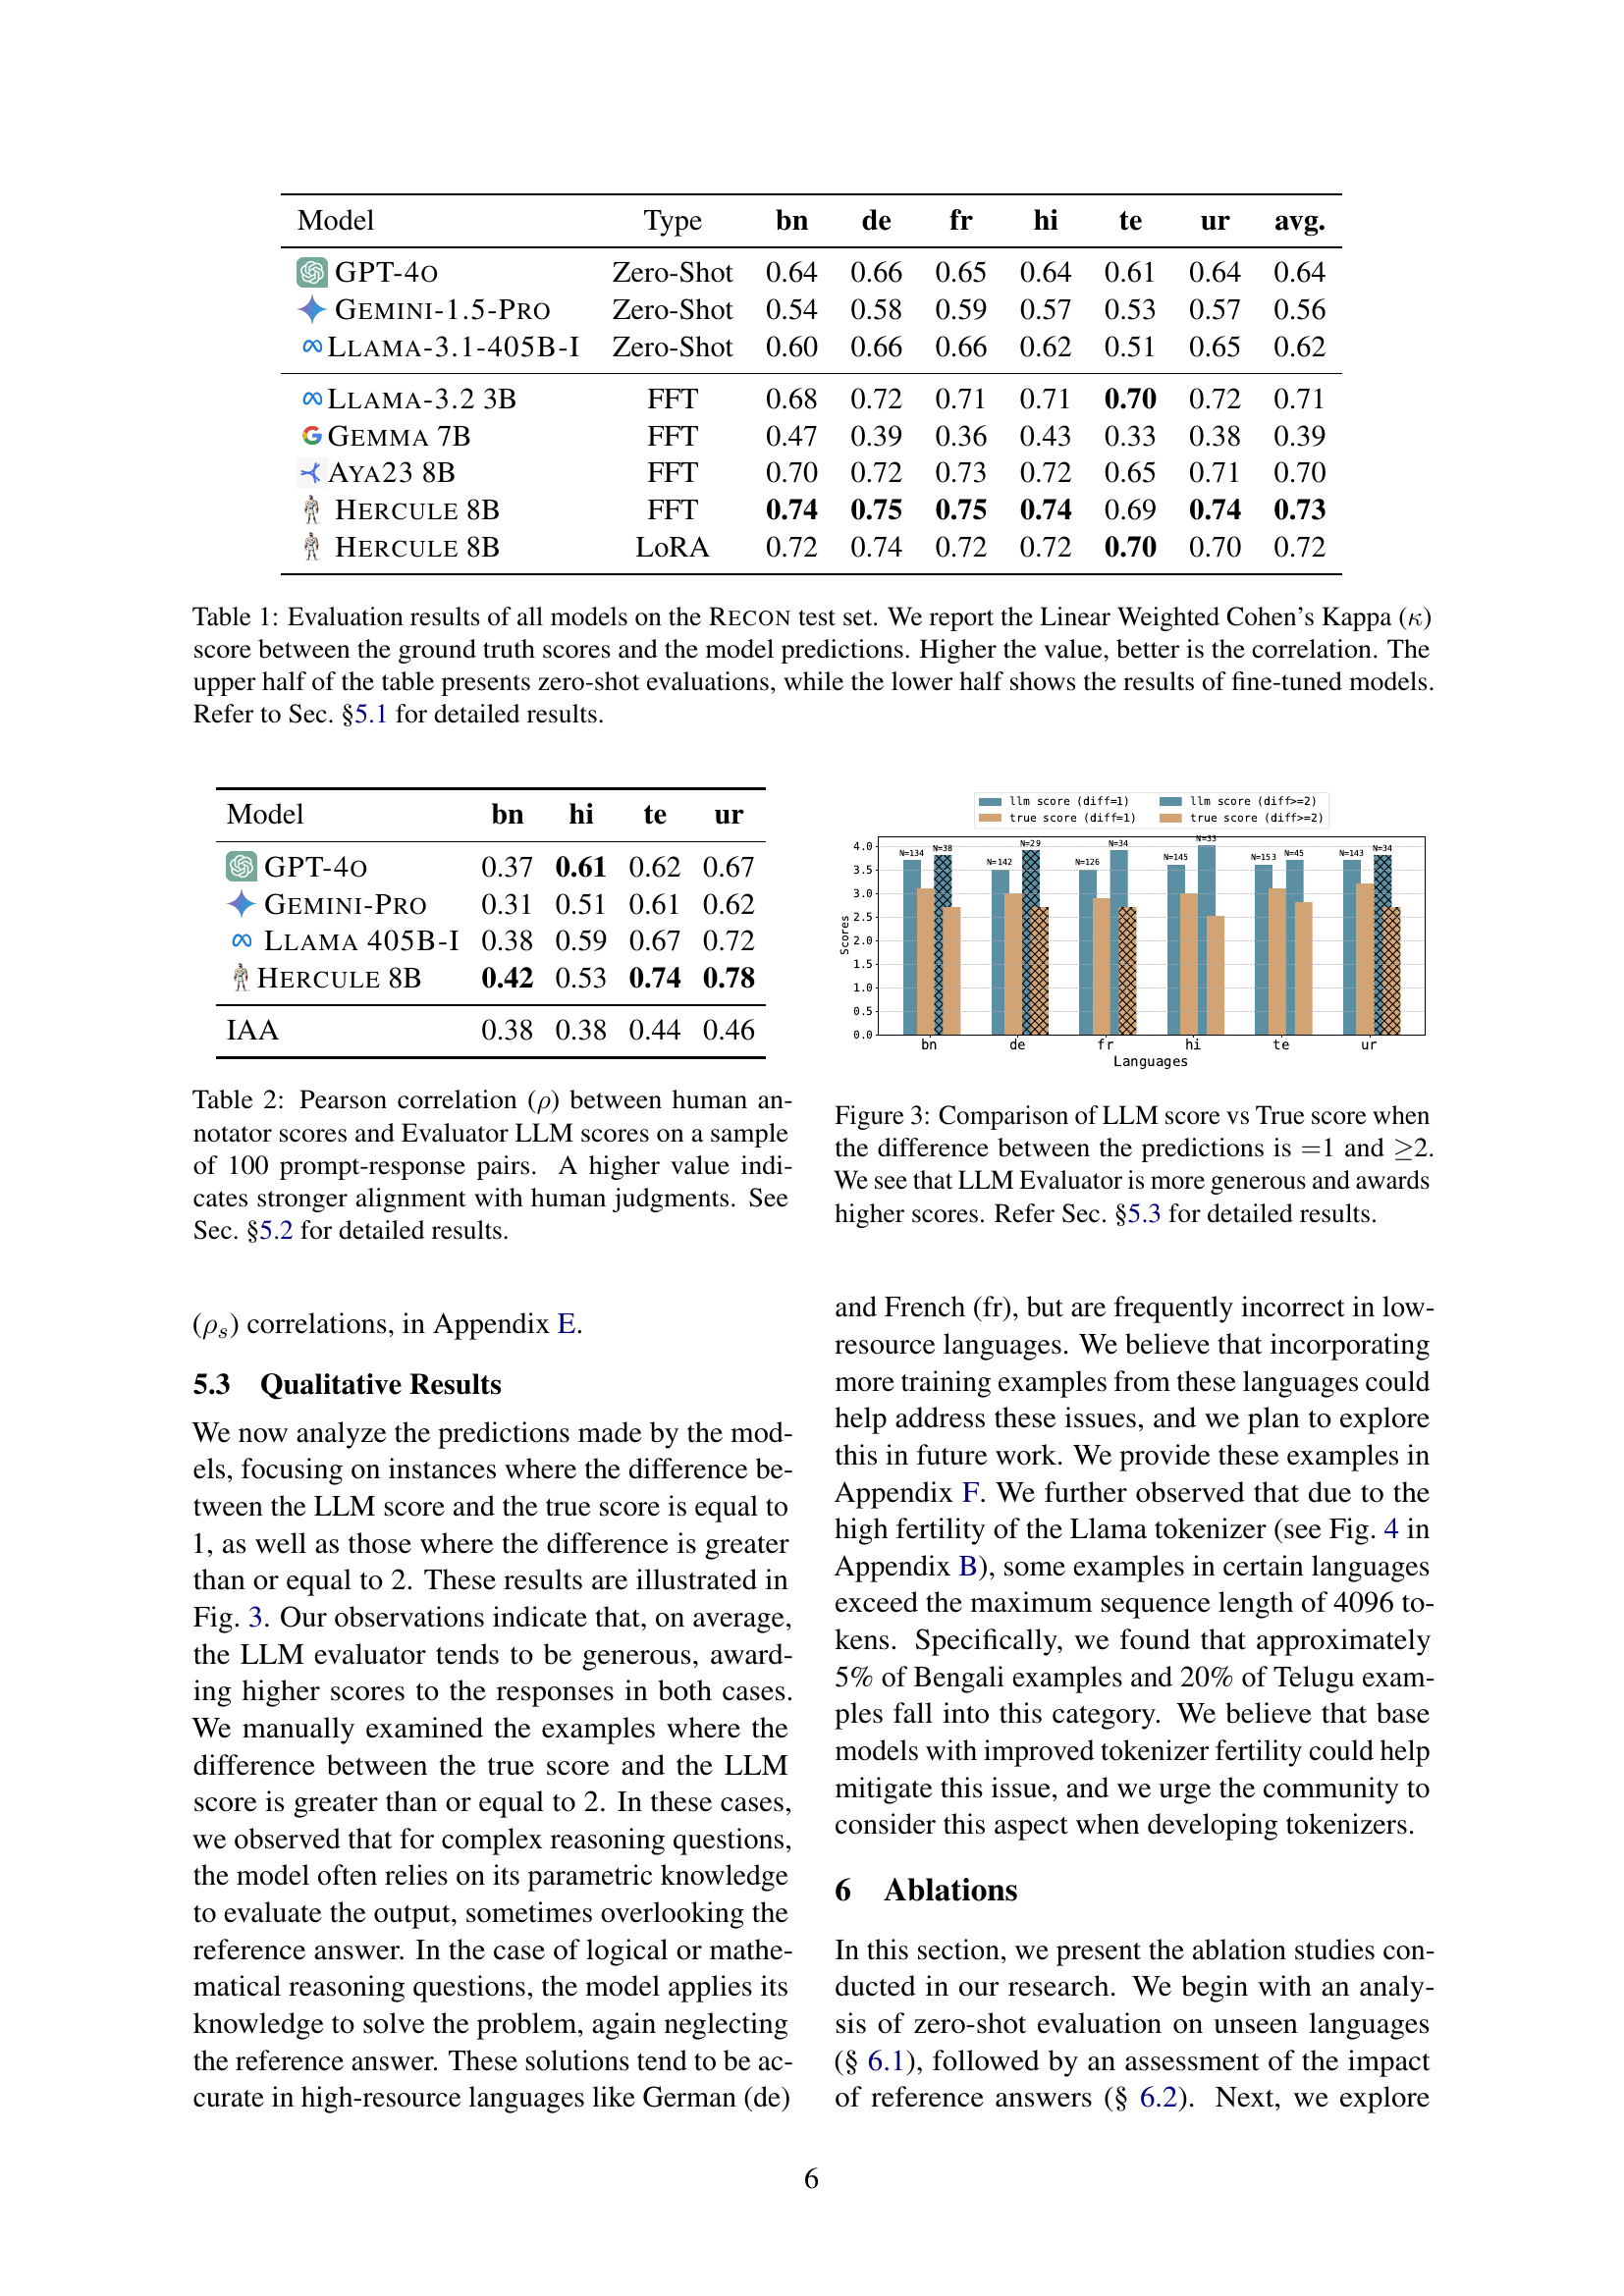 Model Type bn de fr hi te ur avg.
GPT-4O Zero-Shot 0.64 0.66 0.65 0.64 0.61 0.64 0.64
GEMINI-1.5-PRO Zero-Shot 0.54 0.58 0.59 0.57 0.53 0.57 0.56
LLAMA-3.1-405B-I Zero-Shot 0.60 0.66 0.66 0.62 0.51 0.65 0.62
LLAMA-3.2 3B FFT 0.68 0.72 0.71 0.71 0.70 0.72 0.71
GEMMA 7B FFT 0.47 0.39 0.36 0.43 0.33 0.38 0.39
AYA23 8B FFT 0.70 0.72 0.73 0.72 0.65 0.71 0.70
HERCULE 8B FFT 0.74 0.75 0.75 0.74 0.69 0.74 0.73
HERCULE 8B LoRA 0.72 0.74 0.72 0.72 0.70 0.70 0.72
Table 1: Evaluation results of all models on the RECON test set. We report the Linear Weighted Cohen's Kappa (κ)
score between the ground truth scores and the model predictions. Higher the value, better is the correlation. The
upper half of the table presents zero-shot evaluations, while the lower half shows the results of fine-tuned models.
Refer to Sec. §5.1 for detailed results.
Model bn hi te ur
GPT-4O 0.37 0.61 0.62 0.67
GEMINI-PRO 0.31 0.51 0.61 0.62
LLAMA 405B-I 0.38 0.59 0.67 0.72
HERCULE 8B 0.42 0.53 0.74 0.78
IAA 0.38 0.38 0.44 0.46
Table 2: Pearson correlation (ρ) between human an-
notator scores and Evaluator LLM scores on a sample
of 100 prompt-response pairs. A higher value indi-
cates stronger alignment with human judgments. See
Sec. §5.2 for detailed results.
(ρs) correlations, in Appendix E.
5.3 Qualitative Results
We now analyze the predictions made by the mod-
els, focusing on instances where the difference be-
tween the LLM score and the true score is equal to
1, as well as those where the difference is greater
than or equal to 2. These results are illustrated in
Fig. 3. Our observations indicate that, on average,
the LLM evaluator tends to be generous, award-
ing higher scores to the responses in both cases.
We manually examined the examples where the
difference between the true score and the LLM
score is greater than or equal to 2. In these cases,
we observed that for complex reasoning questions,
the model often relies on its parametric knowledge
to evaluate the output, sometimes overlooking the
reference answer. In the case of logical or mathe-
matical reasoning questions, the model applies its
knowledge to solve the problem, again neglecting
the reference answer. These solutions tend to be ac-
curate in high-resource languages like German (de)
llm score (diff=1) llm score (diff>=2)
true score (diff=1) true score (diff>=2)
N=134 N=38 N=142 N=29 N=126 N=34 N=145 N=33 N=153 N=45 N=143 N=34
4.0
3.5
3.0
2.5
2.0
1.5
1.0
0.5
0.0
Scores
bn de fr hi te ur
Languages
Figure 3: Comparison of LLM score vs True score when
the difference between the predictions is =1 and ≥2.
We see that LLM Evaluator is more generous and awards
higher scores. Refer Sec. §5.3 for detailed results.
and French (fr), but are frequently incorrect in low-
resource languages. We believe that incorporating
more training examples from these languages could
help address these issues, and we plan to explore
this in future work. We provide these examples in
Appendix F. We further observed that due to the
high fertility of the Llama tokenizer (see Fig. 4 in
Appendix B), some examples in certain languages
exceed the maximum sequence length of 4096 to-
kens. Specifically, we found that approximately
5% of Bengali examples and 20% of Telugu exam-
ples fall into this category. We believe that base
models with improved tokenizer fertility could help
mitigate this issue, and we urge the community to
consider this aspect when developing tokenizers.
6 Ablations
In this section, we present the ablation studies con-
ducted in our research. We begin with an analy-
sis of zero-shot evaluation on unseen languages
(§ 6.1), followed by an assessment of the impact
of reference answers (§ 6.2). Next, we explore
6